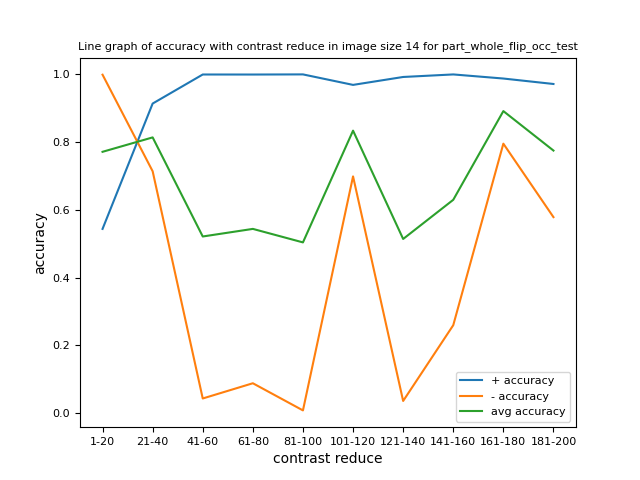 Line graph of accuracy with contrast reduce in image size 14 for part_whole_flip_occ_test
1.0
0.8
0.6
0.4
0.2
0.0
accuracy
+ accuracy
- accuracy
avg accuracy
1-20 21-40 41-60 61-80 81-100 101-120 121-140 141-160 161-180 181-200
contrast reduce